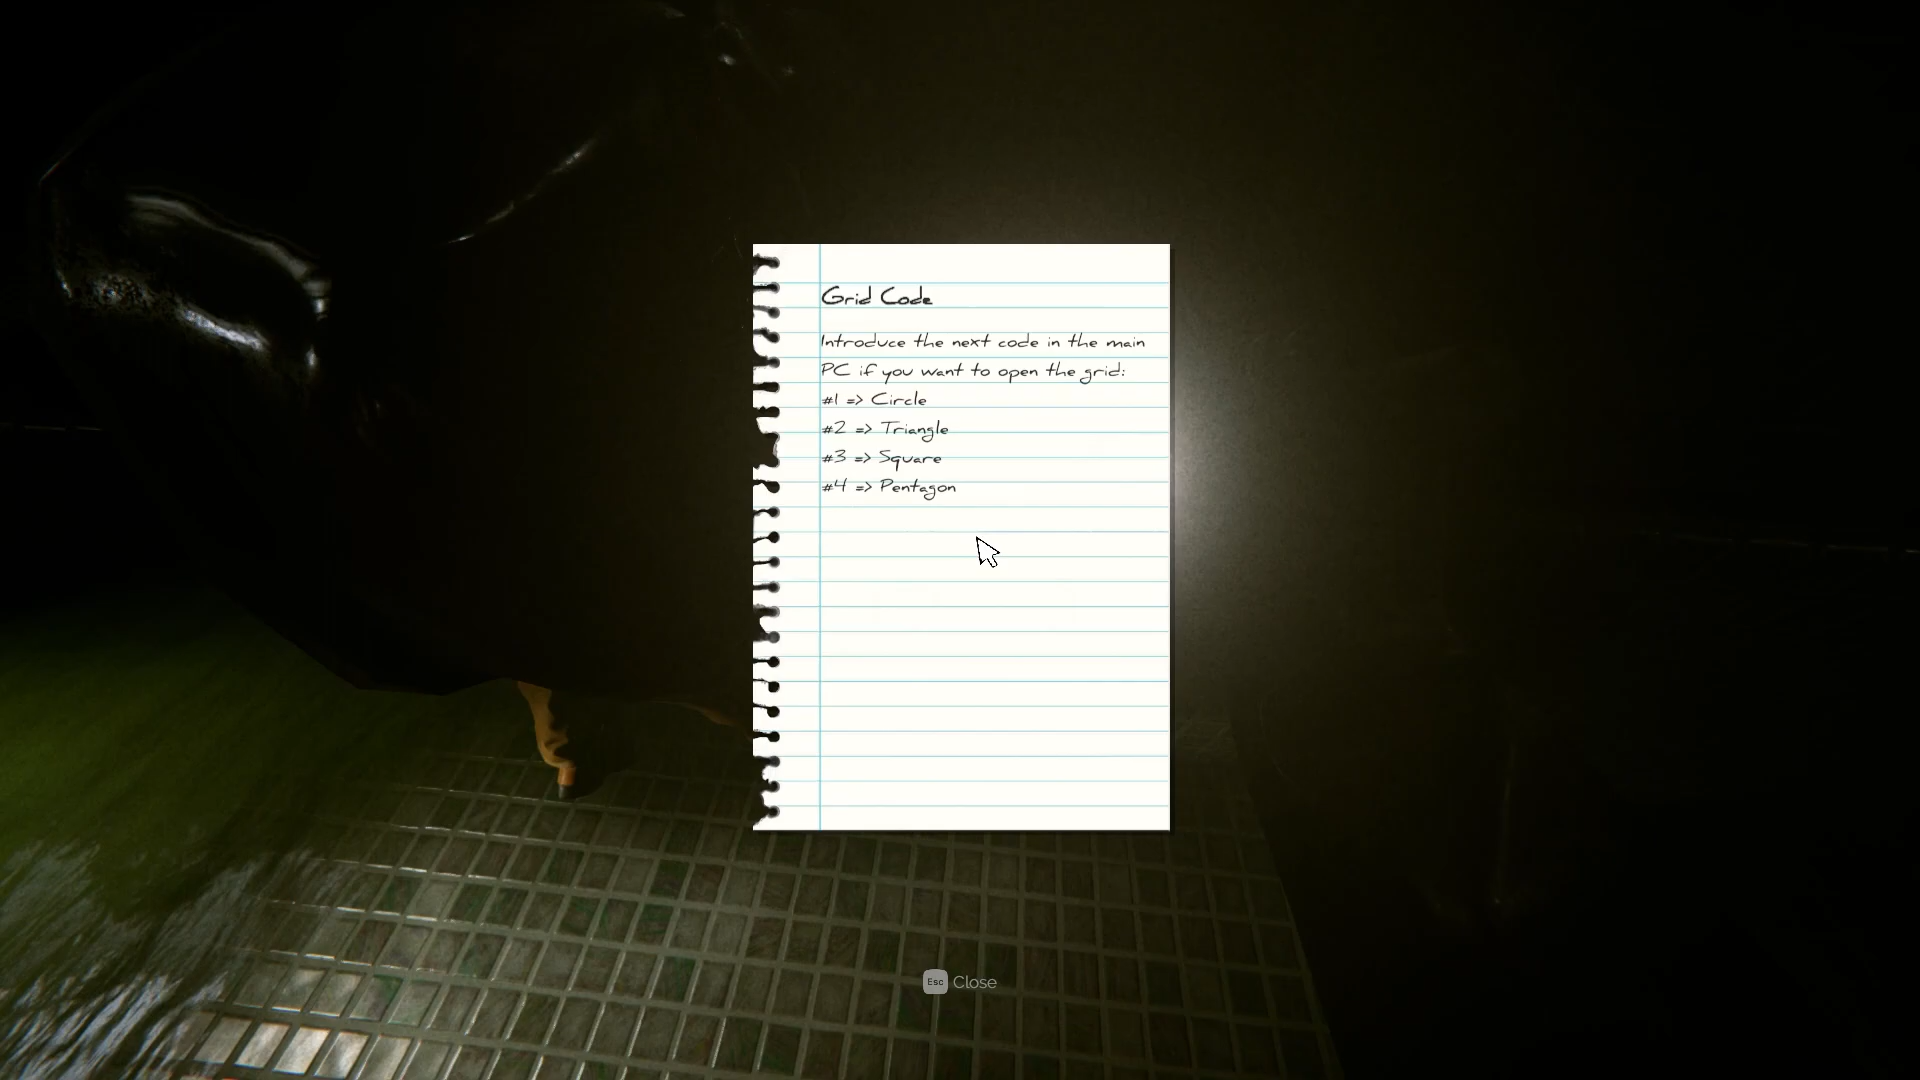 Grid Code
Introduce the next code in the main
PC if you want to open the grid:
#1 => Circle
#2 => Triangle
#3 => Square
#4 => Pentagon
Esc Close